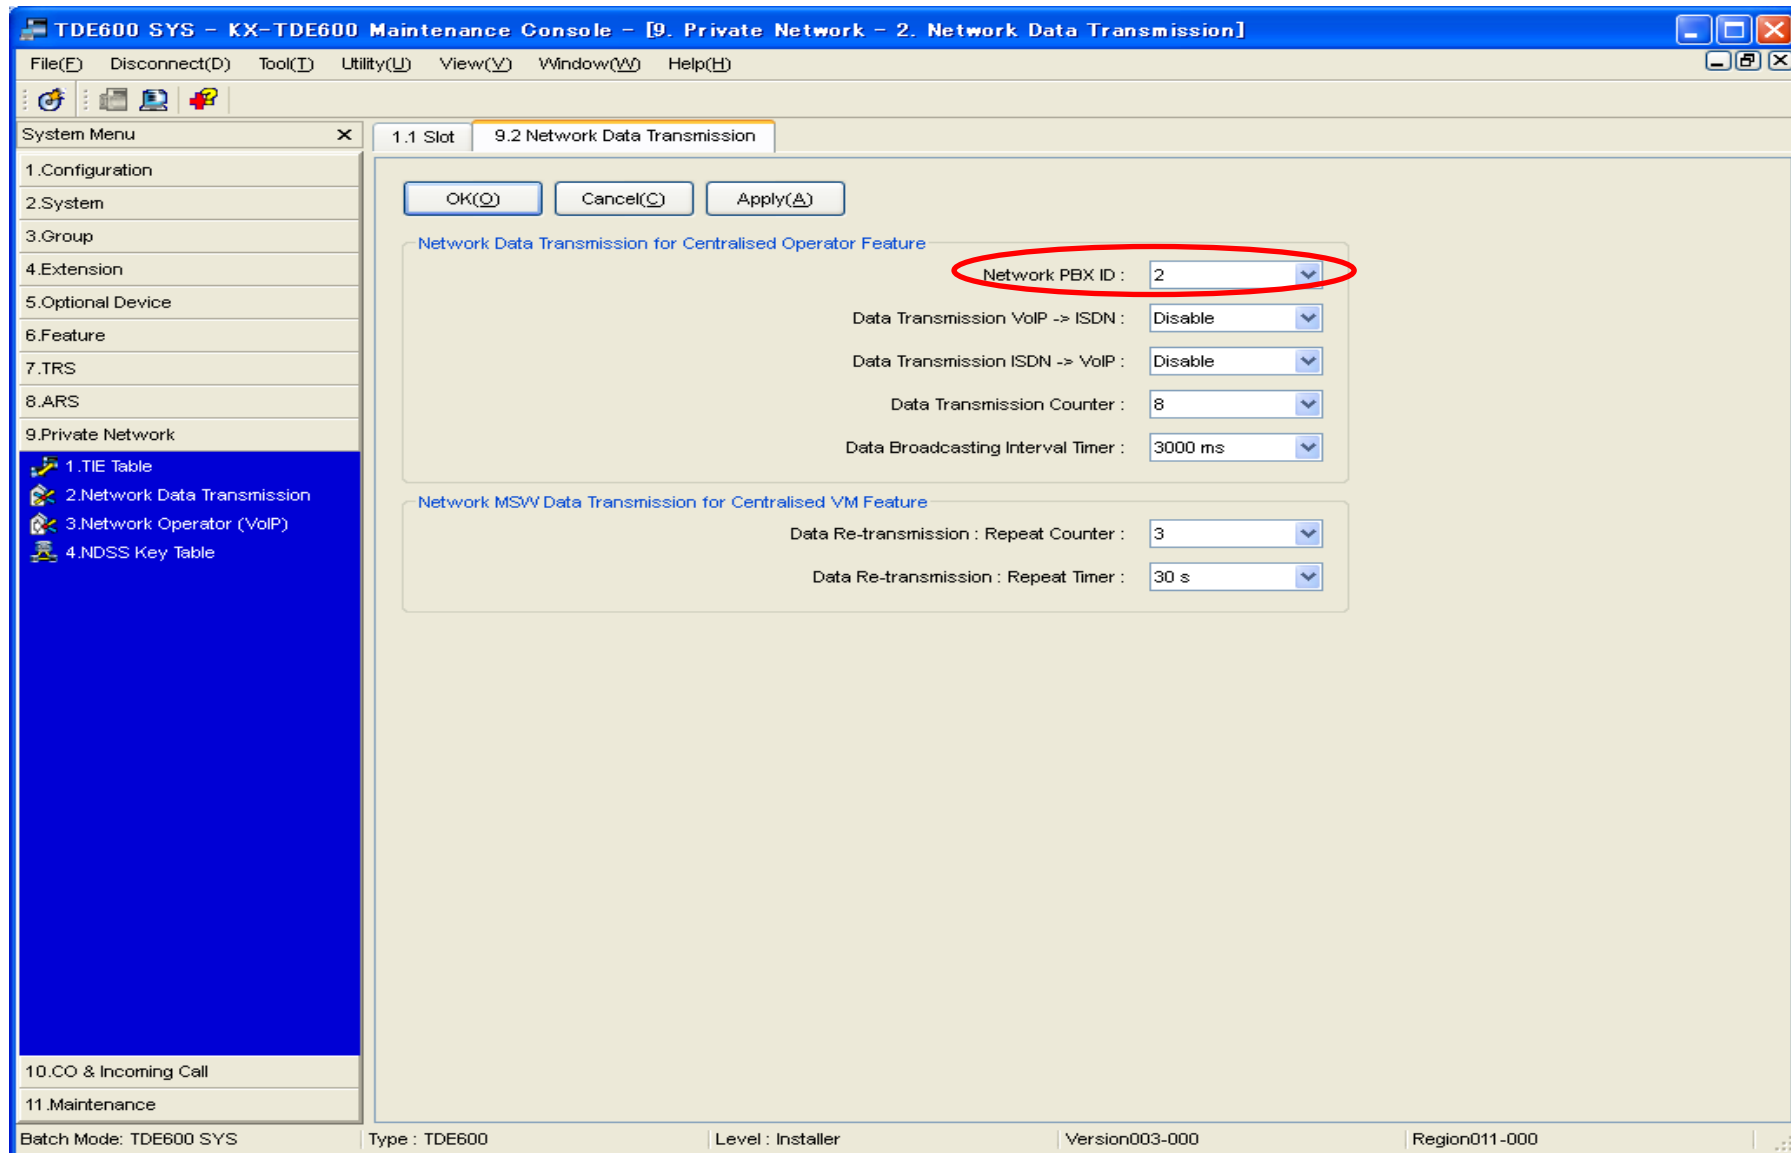 TDE600 SYS - KX-TDE600 Maintenance Console - [9. Private Network - 2. Network Data Transmission]
File(F) Disconnect(D) Tool(T) Utility(U) View(V) Window(W) Help(H)
System Menu
1.1 Slot 9.2 Network Data Transmission
1.Configuration
2.System
3.Group
4.Extension
5.Optional Device
6.Feature
7.TRS
8.ARS
9.Private Network
1.TIE Table
2.Network Data Transmission
3.Network Operator (VoIP)
4.NDSS Key Table
10.CO & Incoming Call
11.Maintenance
OK(O) Cancel(C) Apply(A)
Network Data Transmission for Centralised Operator Feature
Network PBX ID : 2
Data Transmission VoIP -> ISDN : Disable
Data Transmission ISDN -> VoIP : Disable
Data Transmission Counter : 8
Data Broadcasting Interval Timer : 3000 ms
Network MSW Data Transmission for Centralised VM Feature
Data Re-transmission : Repeat Counter : 3
Data Re-transmission : Repeat Timer : 30 s
Batch Mode: TDE600 SYS Type : TDE600 Level : Installer Version003-000 Region011-000